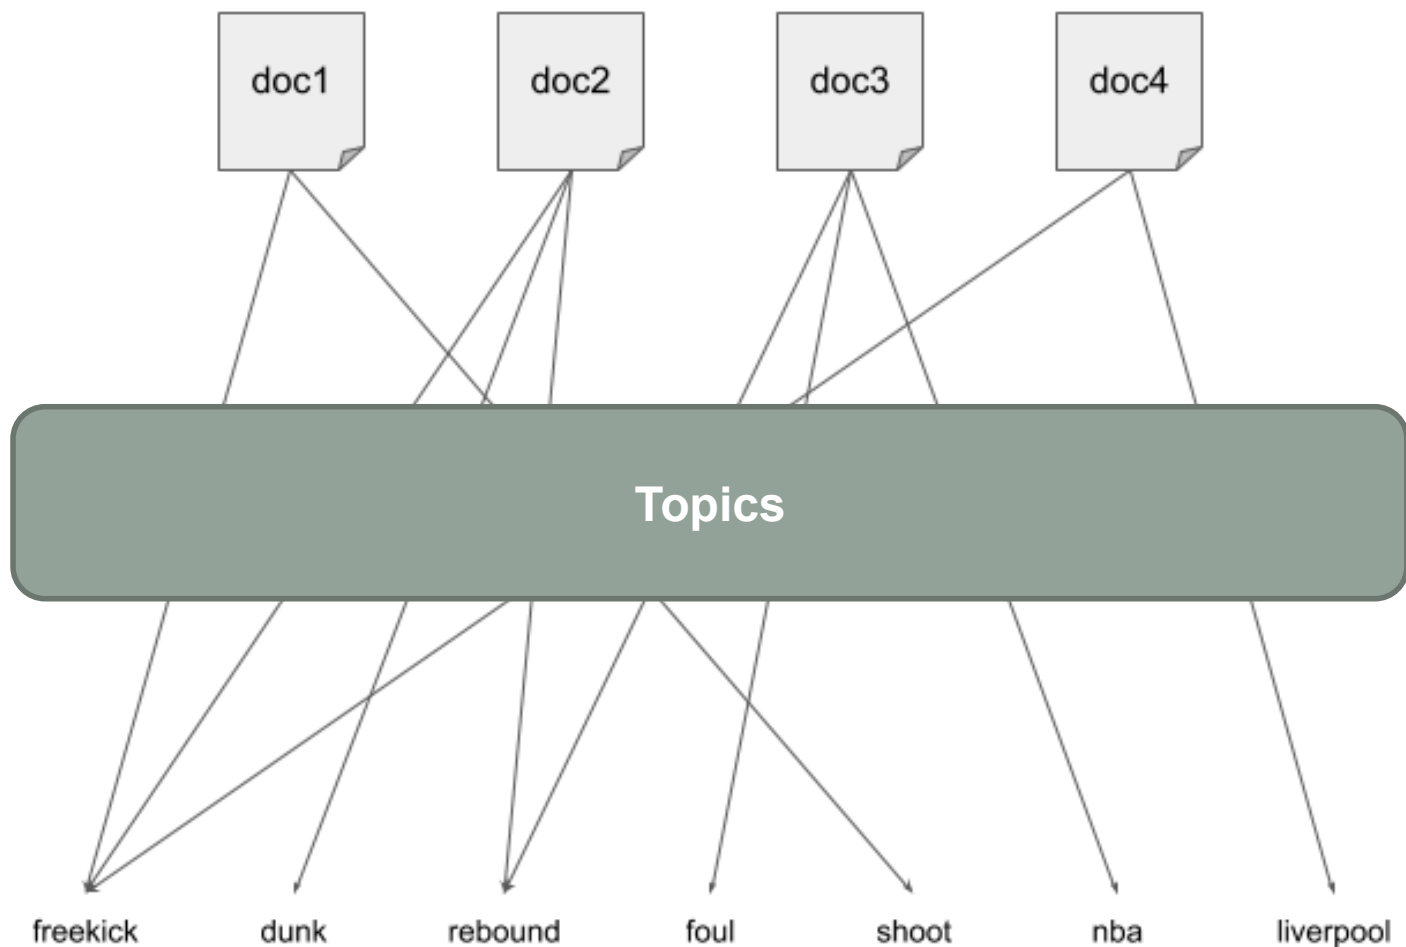 doc1
doc2
doc3
doc4
Topics
freekick
dunk
rebound
foul
shoot
nba
liverpool